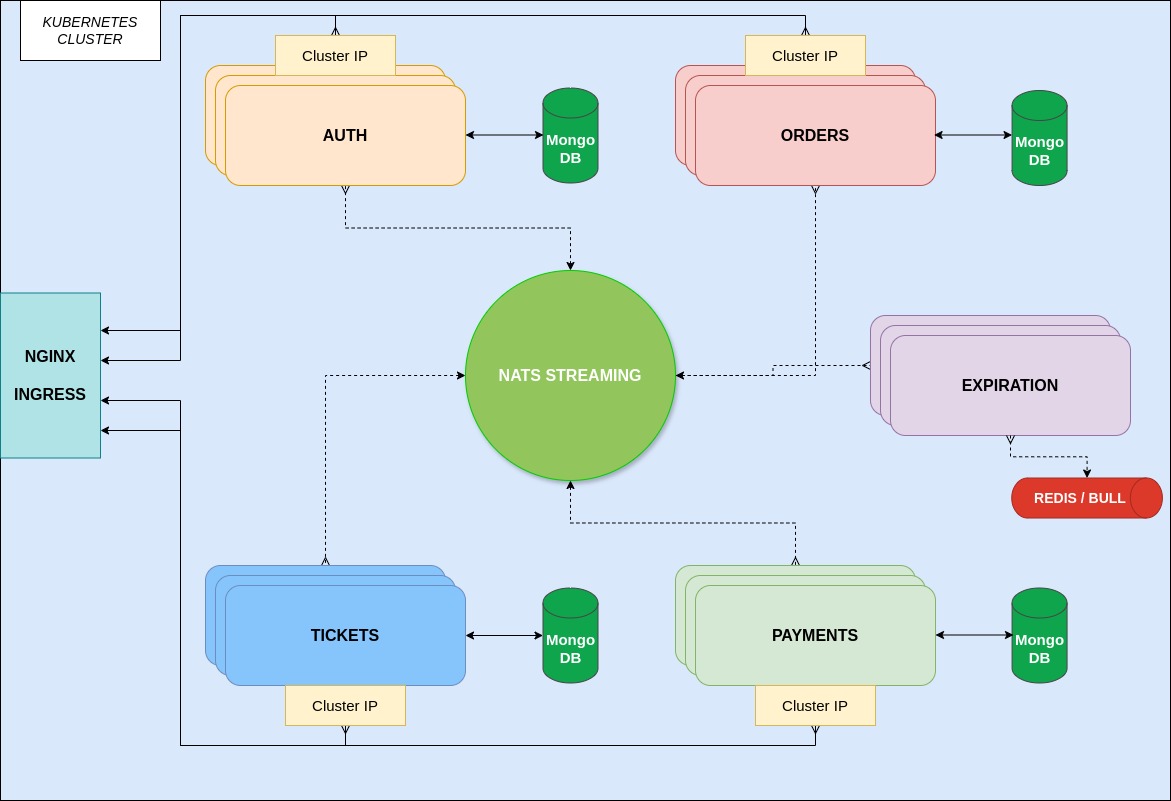 KUBERNETES
CLUSTER
Cluster IP
Cluster IP
AUTH
Mongo
DB
ORDERS
Mongo
DB
NGINX
INGRESS
NATS STREAMING
EXPIRATION
REDIS / BULL
TICKETS
Mongo
DB
PAYMENTS
Mongo
DB
Cluster IP
Cluster IP